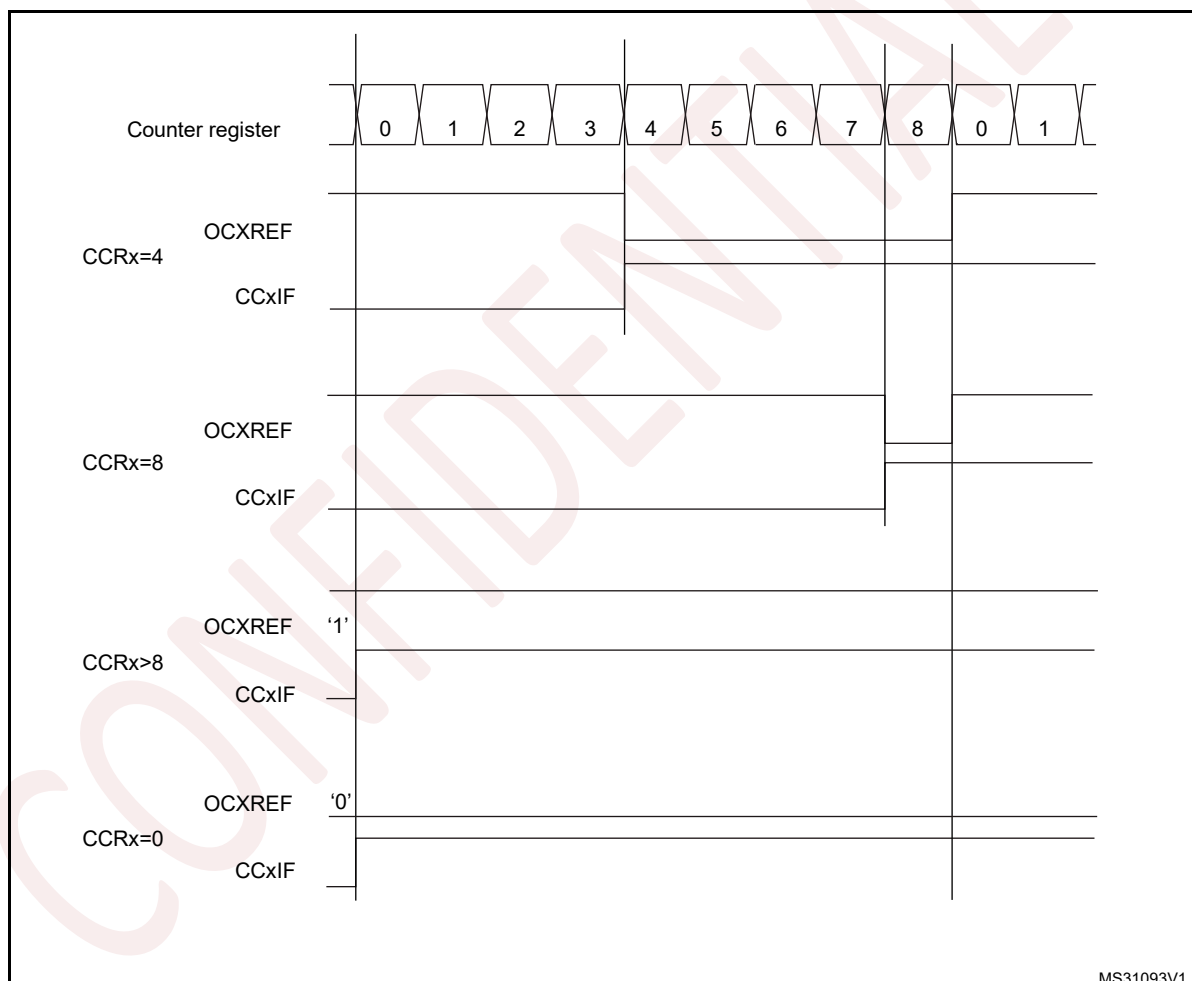 Counter register 0 1 2 3 4 5 6 7 8 0 1
OCXREF
CCRx=4
CCxIF
OCXREF
CCRx=8
CCxIF
OCXREF ‘1’
CCRx>8
CCxIF
OCXREF ‘0’
CCRx=0
CCxIF
MS31093V1
CONFIDENTIAL